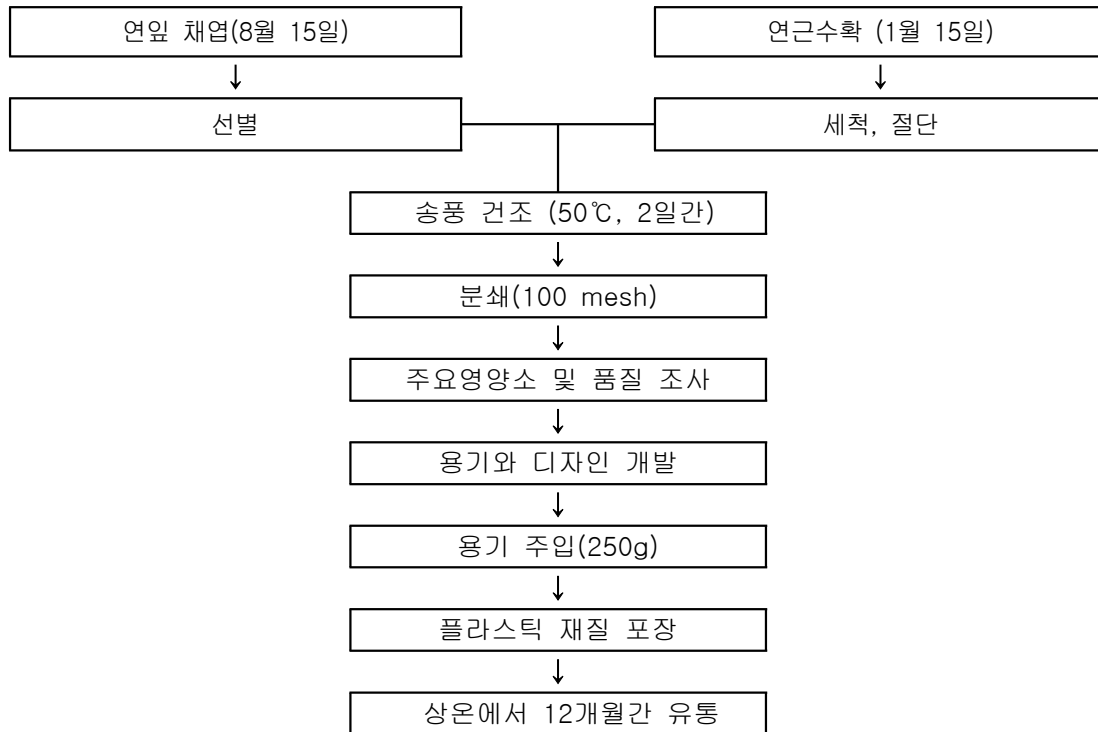 연잎 채엽(8월 15일)
연근수확 (1월 15일)
↓
↓
선별
세척, 절단
송풍 건조 (50℃, 2일간)
↓
분쇄(100 mesh)
↓
주요영양소 및 품질 조사
↓
용기와 디자인 개발
↓
용기 주입(250g)
↓
플라스틱 재질 포장
↓
상온에서 12개월간 유통